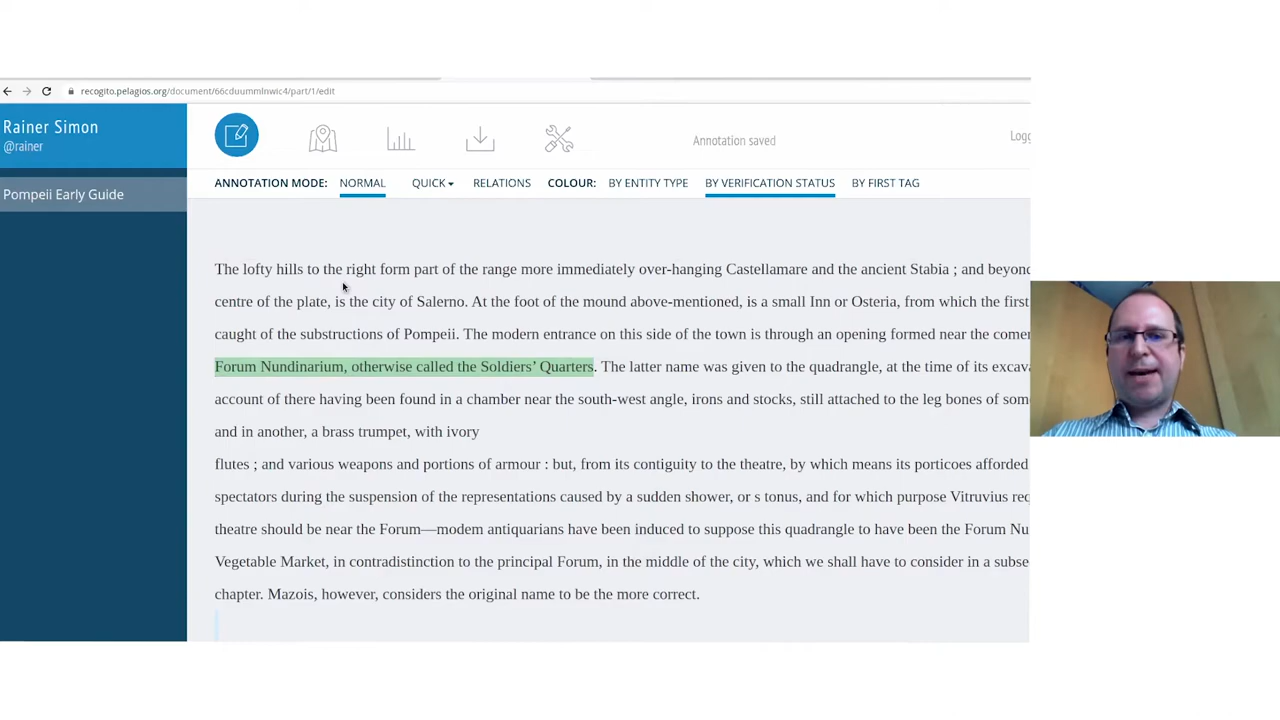 recogito.pelagios.org/document/66cduummlnwic4/part/1/edit
Rainer Simon
@rainer
Annotation saved
Logg
ANNOTATION MODE: NORMAL QUICK RELATIONS COLOUR: BY ENTITY TYPE BY VERIFICATION STATUS BY FIRST TAG
Pompeii Early Guide
The lofty hills to the right form part of the range more immediately over-hanging Castellamare and the ancient Stabia ; and beyon
centre of the plate, is the city of Salerno. At the foot of the mound above-mentioned, is a small Inn or Osteria, from which the first
caught of the substructions of Pompeii. The modern entrance on this side of the town is through an opening formed near the comer
Forum Nundinarium, otherwise called the Soldiers’ Quarters. The latter name was given to the quadrangle, at the time of its excava
account of there having been found in a chamber near the south-west angle, irons and stocks, still attached to the leg bones of som
and in another, a brass trumpet, with ivory
flutes ; and various weapons and portions of armour : but, from its contiguity to the theatre, by which means its porticoes afforded
spectators during the suspension of the representations caused by a sudden shower, or s tonus, and for which purpose Vitruvius req
theatre should be near the Forum—modem antiquarians have been induced to suppose this quadrangle to have been the Forum Nu
Vegetable Market, in contradistinction to the principal Forum, in the middle of the city, which we shall have to consider in a subse
chapter. Mazois, however, considers the original name to be the more correct.